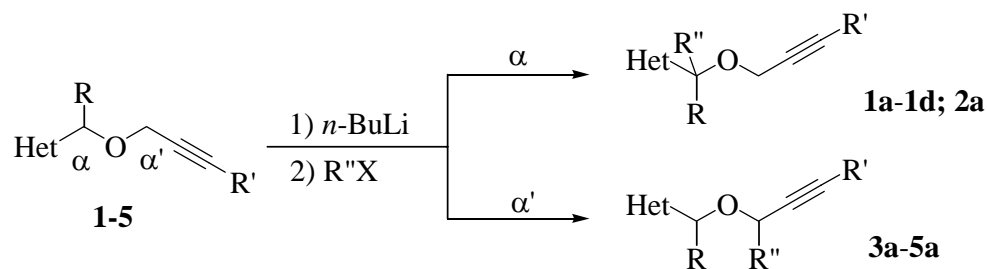 R
Het
α
O
α'
R'
1-5
1) n-BuLi
2) R"X
α
R"
Het
O
R'
R
1a-1d; 2a
α'
Het
O
R'
R
R"
3a-5a